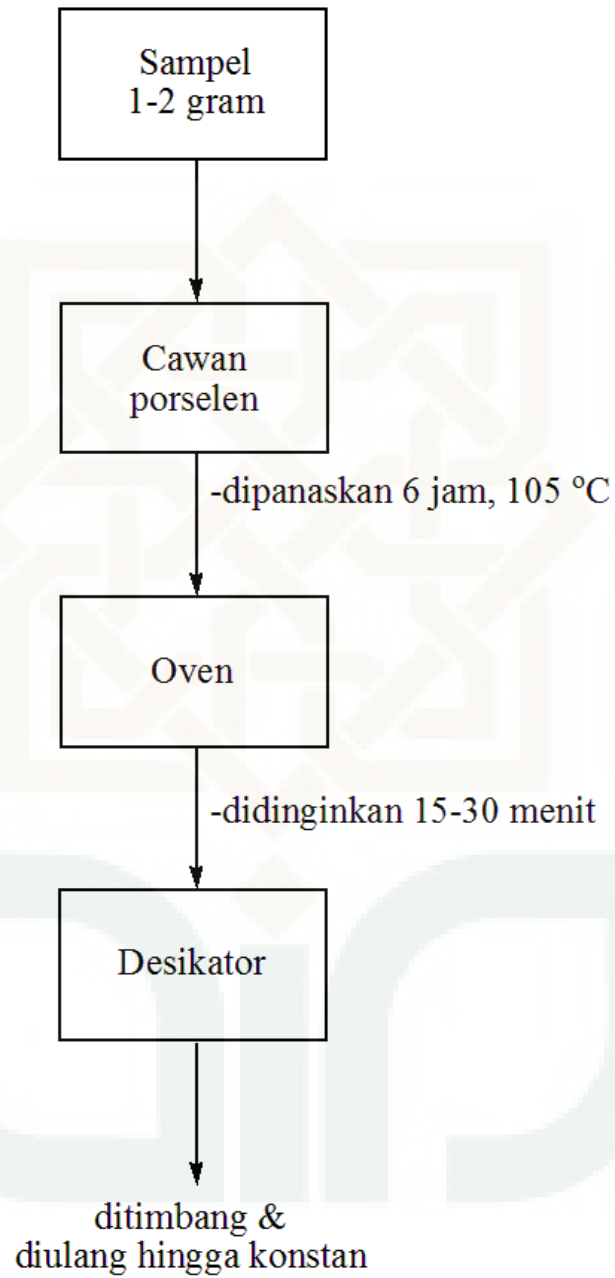 Sampel
1-2 gram
Cawan
porselen
-dipanaskan 6 jam, 105 °C
Oven
-didinginkan 15-30 menit
Desikator
ditimbang &
diulang hingga konstan